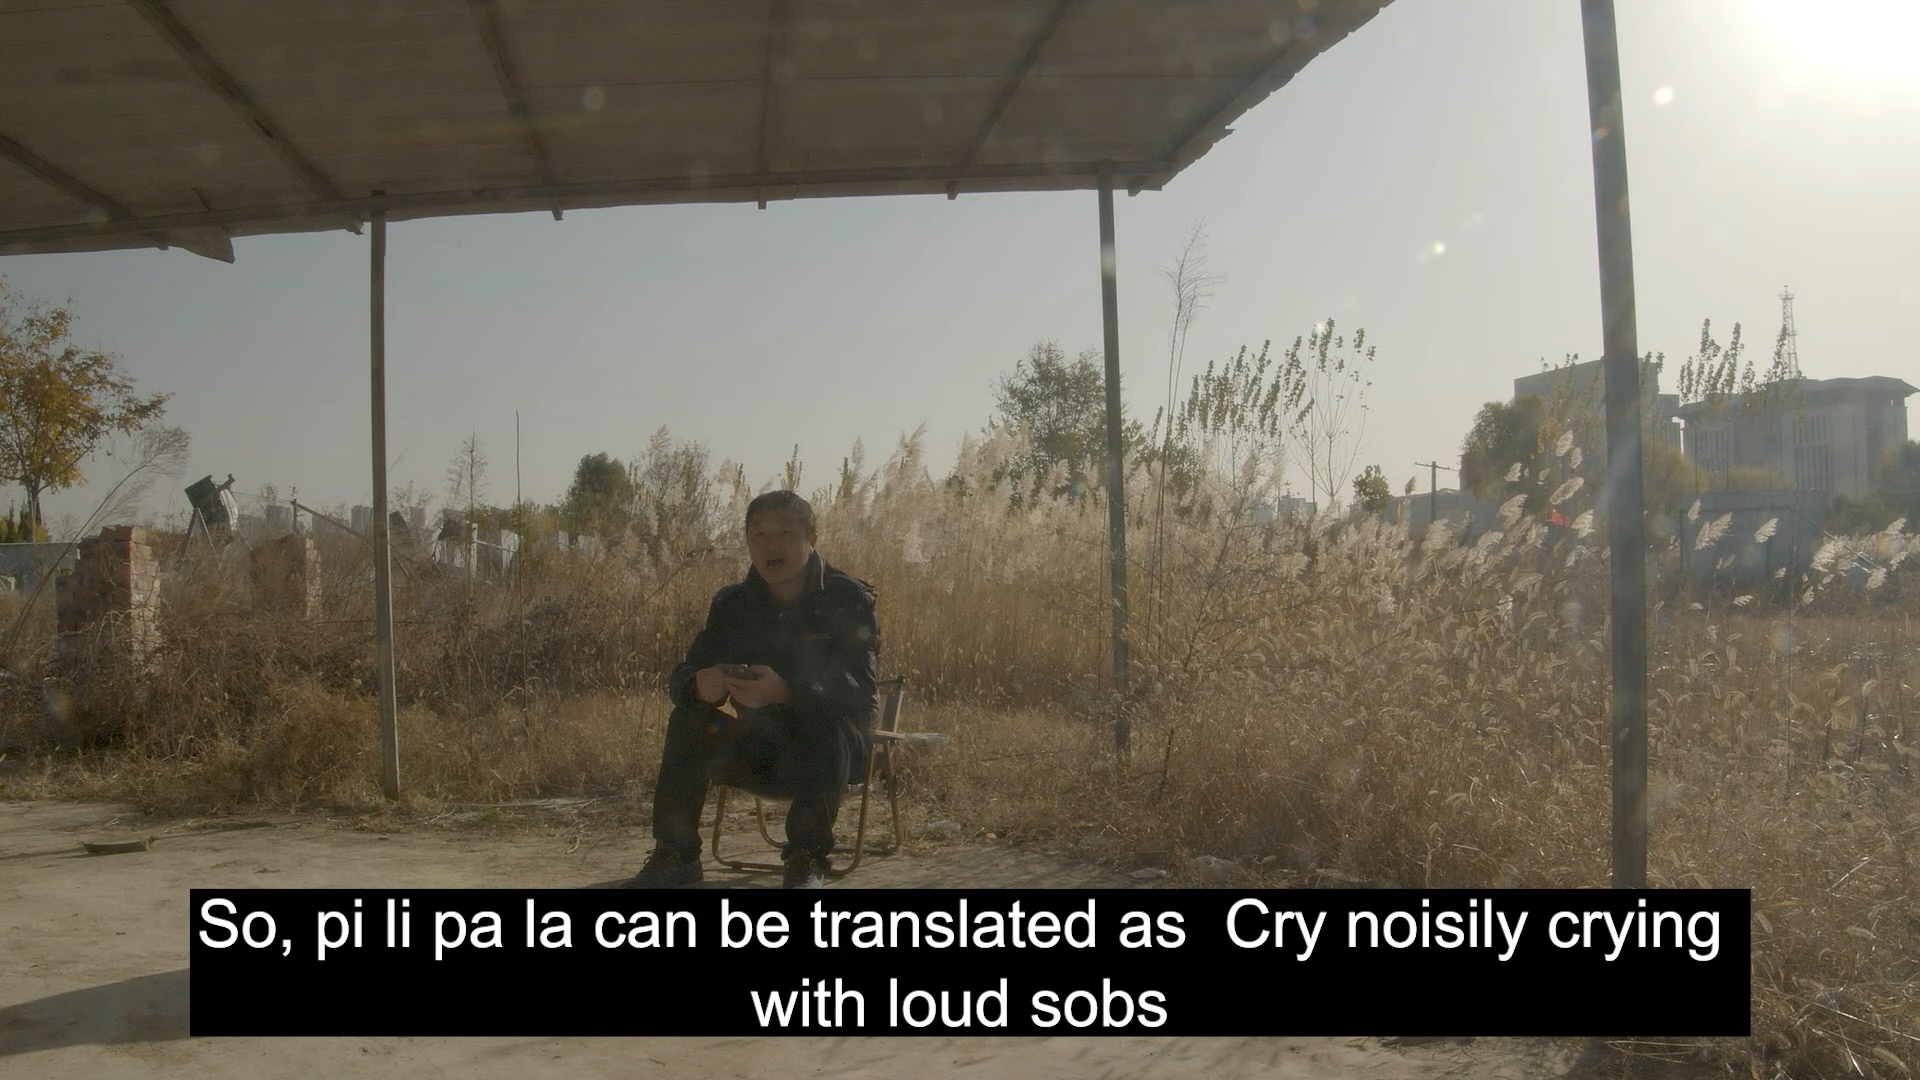 So, pi li pa la can be translated as  Cry noisily crying
with loud sobs